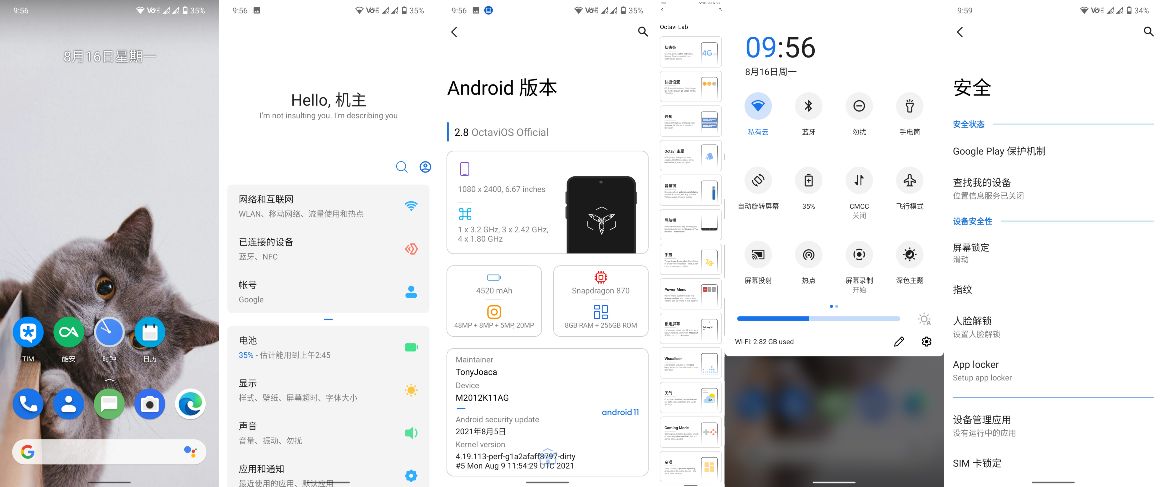 9:56
35%
8月16日星期一
TIM
酷安
时钟
日历
9:56
35%
Hello, 机主
I'm not insulting you, I'm describing you
网络和互联网
WLAN、移动网络、流量使用和热点
已连接的设备
蓝牙、NFC
帐号
Google
电池
35% - 估计能用到上午2:45
显示
样式、壁纸、屏幕超时、字体大小
声音
音量、振动、勿扰
应用和通知
最近使用的应用、默认应用
9:56
35%
Android 版本
2.8 OctaviOS Official
1080 x 2400, 6.67 inches
1 x 3.2 GHz, 3 x 2.42 GHz,
4 x 1.80 GHz
4520 mAh
48MP + 8MP + 5MP, 20MP
Snapdragon 870
8GB RAM + 256GB ROM
Maintainer
TonyJoaca
Device
M2012K11AG
Android security update
2021年8月5日
android 11
Kernel version
4.19.113-perf-g1a2afaff8797-dirty
#5 Mon Aug 9 11:54:29 UTC 2021
Octavi Lab
4G
Power Menu
Visualizer
天气
Gaming Mode
09:56
8月16日周一
私有云
蓝牙
勿扰
手电筒
自动旋转屏幕
35%
CMCC
关闭
飞行模式
屏幕投射
热点
屏幕录制
开始
深色主题
Wi-Fi: 2.82 GB used
9:59
34%
安全
安全状态
Google Play 保护机制
查找我的设备
位置信息服务已关闭
设备安全性
屏幕锁定
滑动
指纹
人脸解锁
设置人脸解锁
App locker
Setup app locker
设备管理应用
没有运行中的应用
SIM 卡锁定